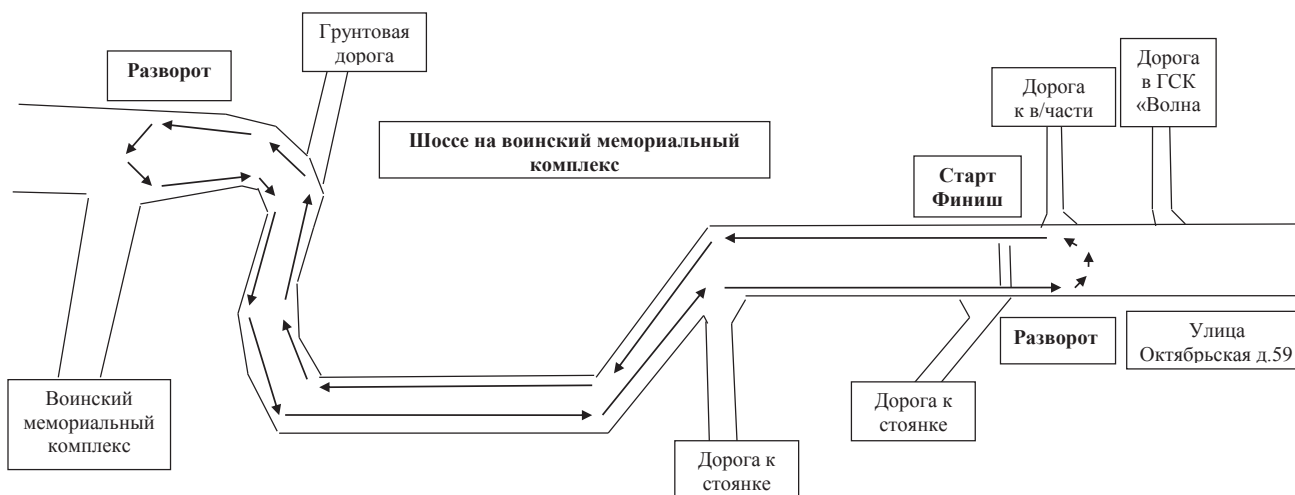 Грунтовая
дорога
Разворот
Шоссе на воинский мемориальный
комплекс
Дорога
к в/части
Дорога
в ГСК
«Волна
Старт
Финиш
Разворот
Улица
Октябрьская д.59
Воинский
мемориальный
комплекс
Дорога к
стоянке
Дорога к
стоянке